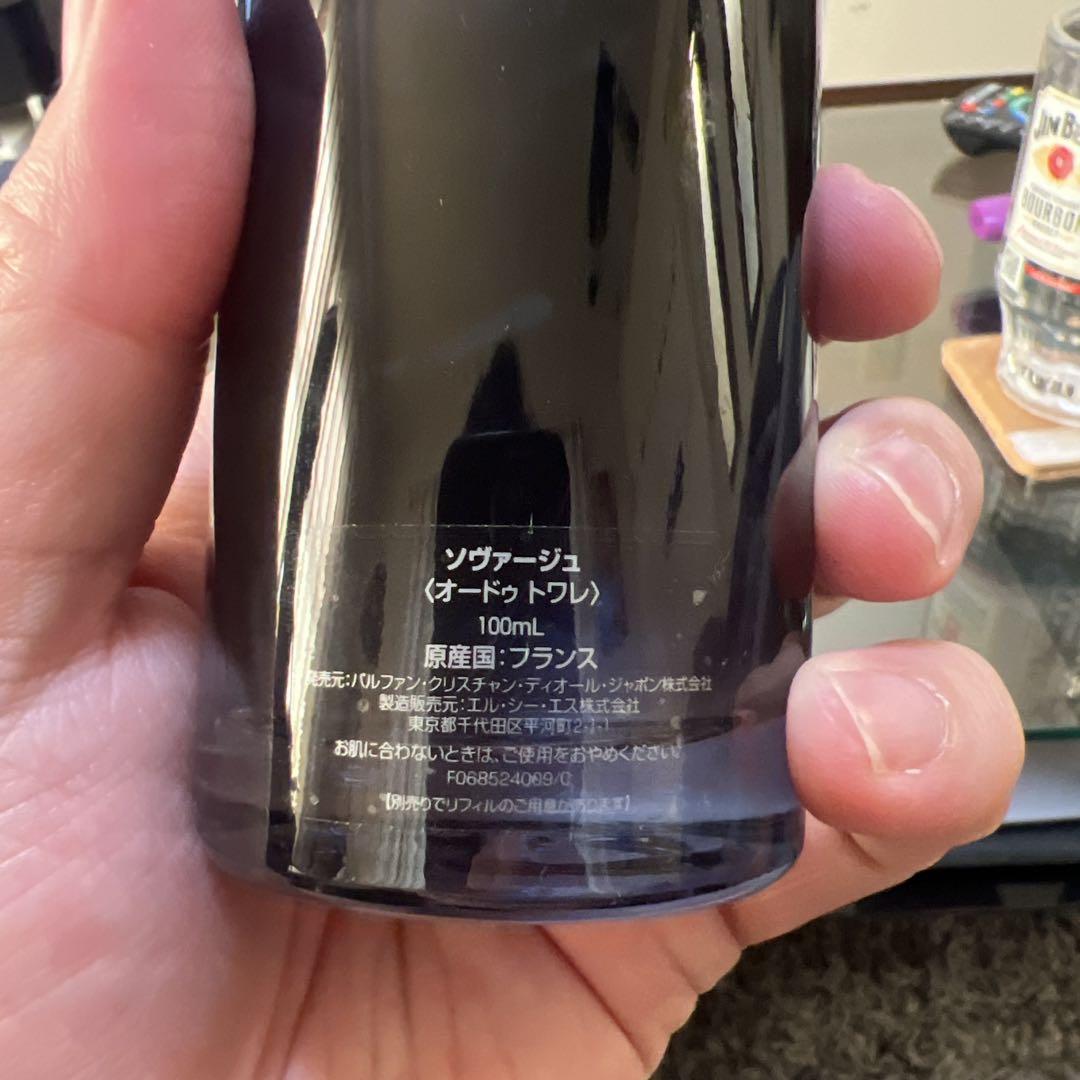 ソヴァージュ
〈オードゥ トワレ〉
100mL
原産国:フランス
発売元:パルファン・クリスチャン・ディオール・ジャポン株式会社
製造販売元:エル・シー・エス株式会社
東京都千代田区平河町2-1-1
お肌に合わないときは、ご使用をおやめください。
F068524009/0
【別売りでリフィルのご用意があります】
JIM B
BOURBON